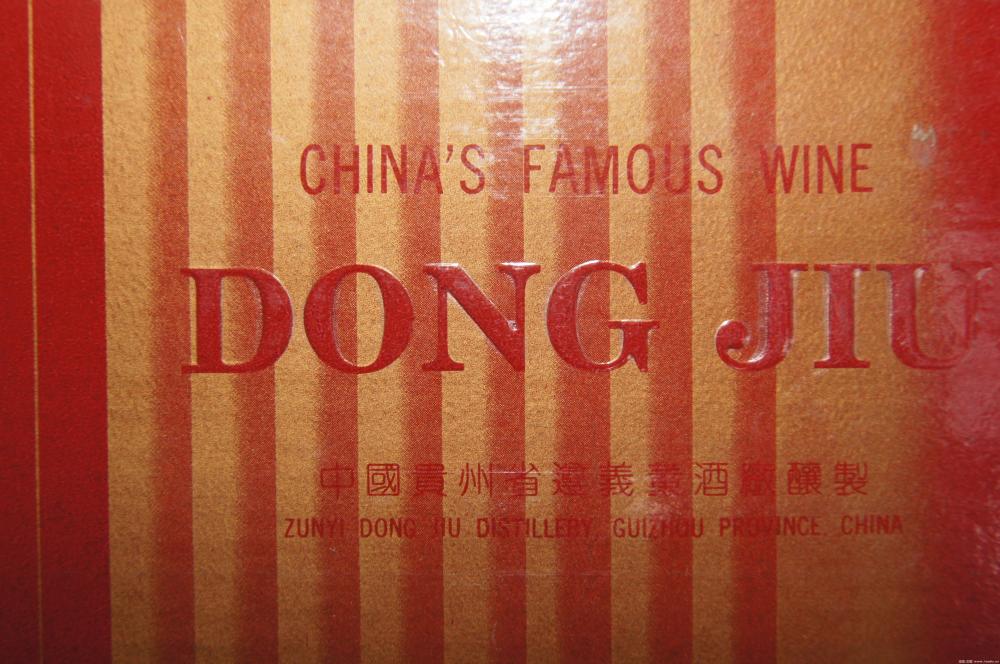 CHINA'S FAMOUS WINE
DONG JIU
中國貴州省遵義董酒廠釀製
ZUNYI DONG JIU DISTILLERY, GUIZHOU PROVINCE, CHINA